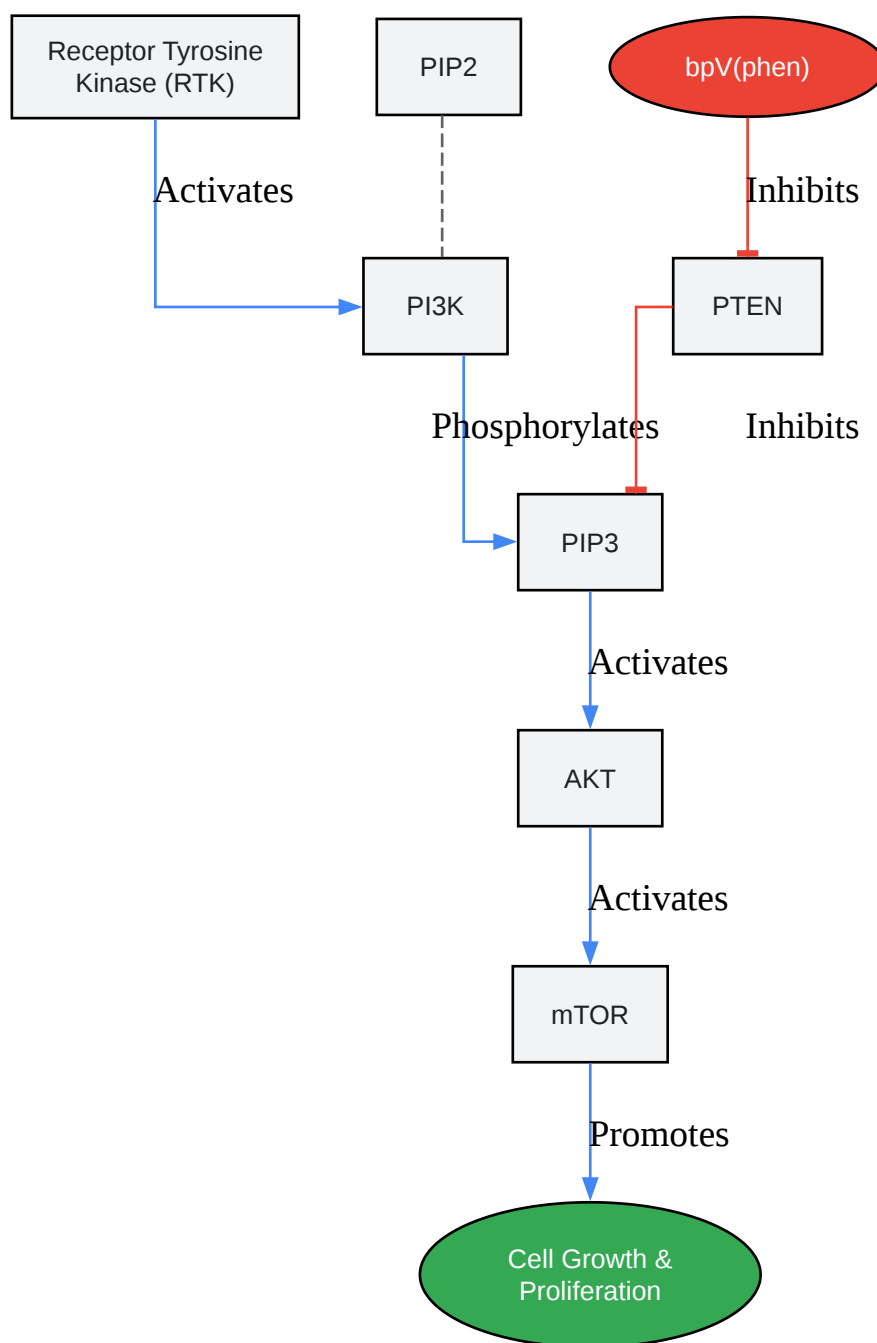 Receptor Tyrosine
Kinase (RTK)
PIP2
bpV(phen)
Activates
Inhibits
PI3K
PTEN
Phosphorylates
Inhibits
PIP3
Activates
AKT
Activates
mTOR
Promotes
Cell Growth &
Proliferation